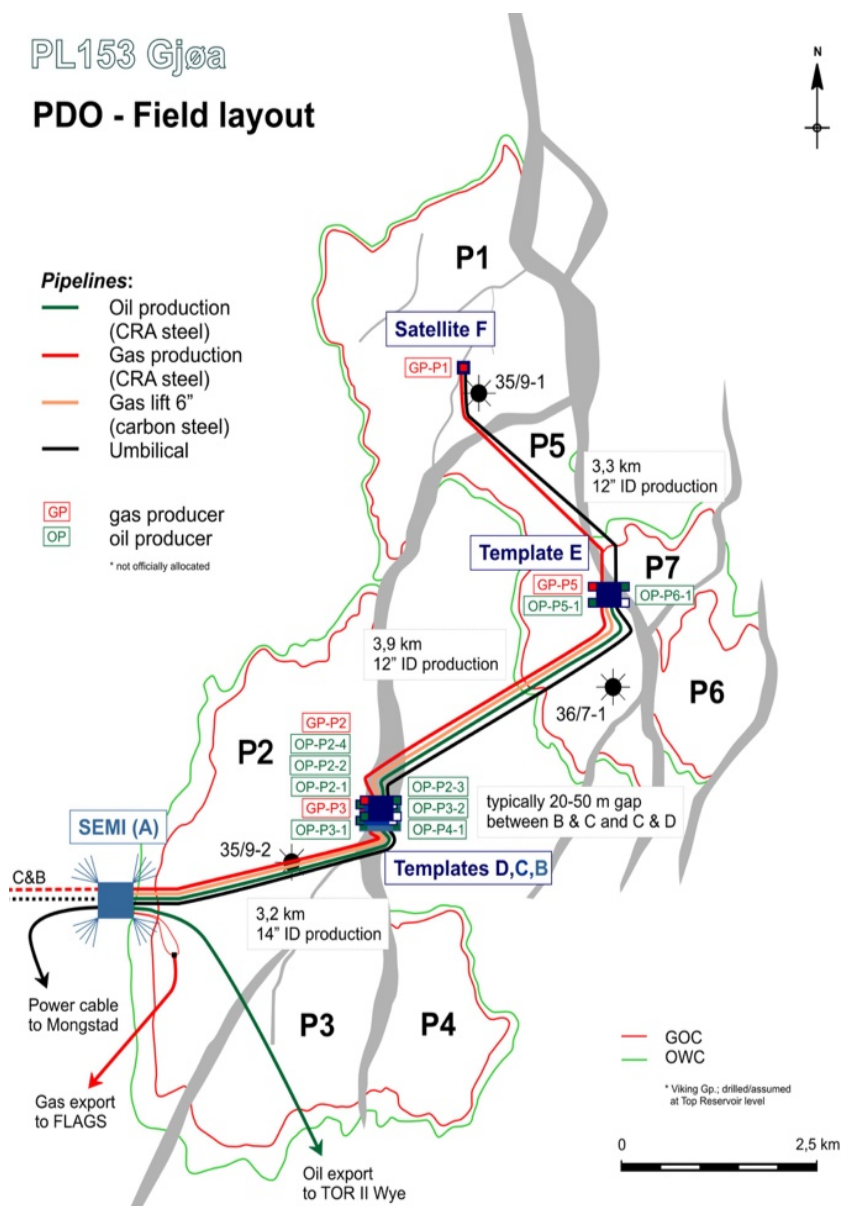 PL153 Gjøa
PDO - Field layout
N
Pipelines:
Oil production
(CRA steel)
Gas production
(CRA steel)
Gas lift 6”
(carbon steel)
Umbilical
GP
gas producer
OP
oil producer
* not officially allocated
P1
Satellite F
GP-P1
35/9-1
P5
3,3 km
12” ID production
Template E
P7
GP-P5
OP-P5-1
OP-P6-1
3,9 km
12” ID production
P6
36/7-1
P2
GP-P2
OP-P2-4
OP-P2-2
OP-P2-1
GP-P3
OP-P3-1
OP-P2-3
OP-P3-2
OP-P4-1
typically 20-50 m gap
between B & C and C & D
SEMI (A)
35/9-2
Templates D,C,B
C&B
3,2 km
14” ID production
Power cable
to Mongstad
P3
P4
Gas export
to FLAGS
Oil export
to TOR II Wye
GOC
OWC
* Viking Gp.; drilled/assumed
at Top Reservoir level
0
2,5 km